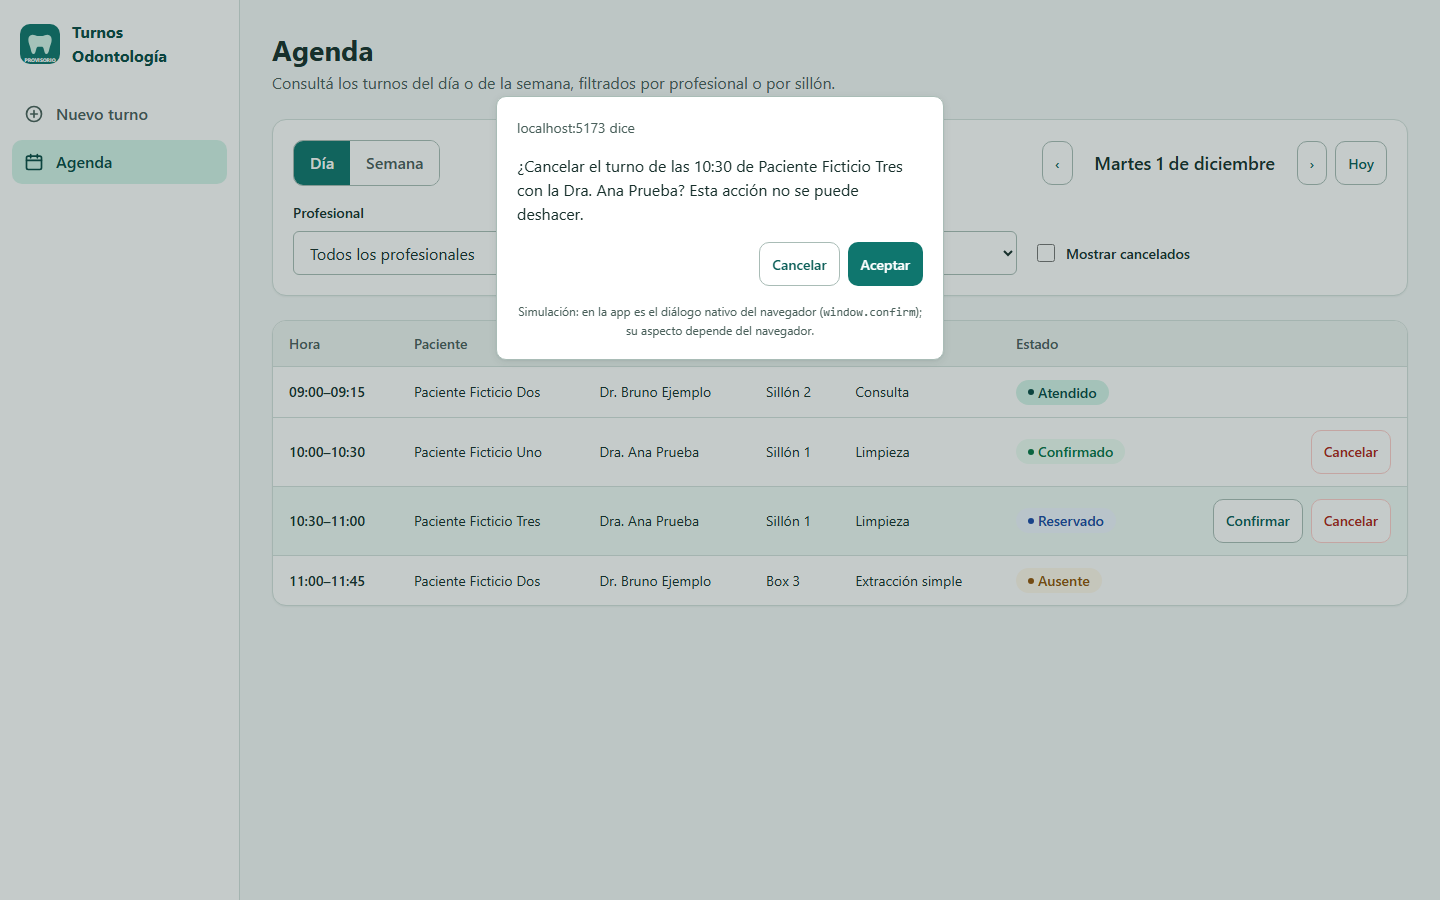 Turnos
Odontología
PROVISORIO
Nuevo turno
Agenda
Agenda
Consultá los turnos del día o de la semana, filtrados por profesional o por sillón.
Día Semana
‹ Martes 1 de diciembre › Hoy
Profesional
Todos los profesionales
Mostrar cancelados
localhost:5173 dice
¿Cancelar el turno de las 10:30 de Paciente Ficticio Tres
con la Dra. Ana Prueba? Esta acción no se puede
deshacer.
Cancelar Aceptar
Simulación: en la app es el diálogo nativo del navegador (window.confirm);
su aspecto depende del navegador.
Hora Paciente Estado
09:00–09:15 Paciente Ficticio Dos Dr. Bruno Ejemplo Sillón 2 Consulta Atendido
10:00–10:30 Paciente Ficticio Uno Dra. Ana Prueba Sillón 1 Limpieza Confirmado Cancelar
10:30–11:00 Paciente Ficticio Tres Dra. Ana Prueba Sillón 1 Limpieza Reservado Confirmar Cancelar
11:00–11:45 Paciente Ficticio Dos Dr. Bruno Ejemplo Box 3 Extracción simple Ausente